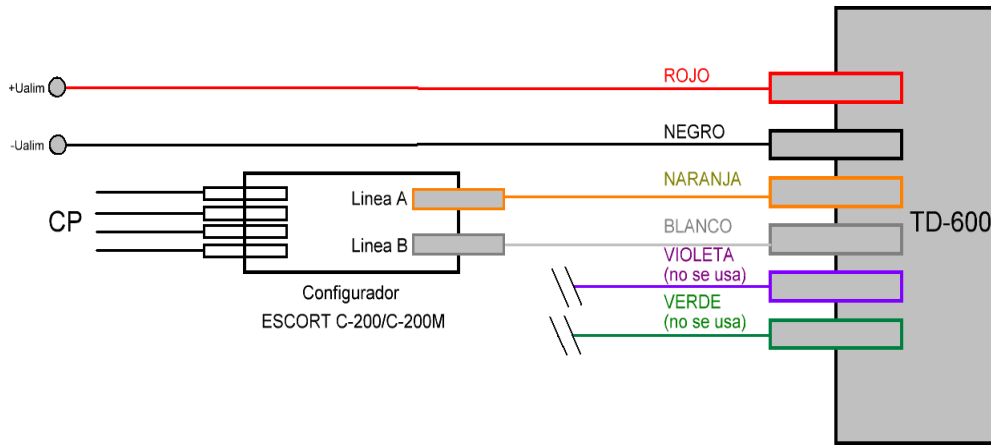 +Ualim
ROJO
-Ualim
NEGRO
CP
Linea A
Linea B
NARANJA
BLANCO
VIOLETA
(no se usa)
VERDE
(no se usa)
TD-600
Configurador
ESCORT C-200/C-200M